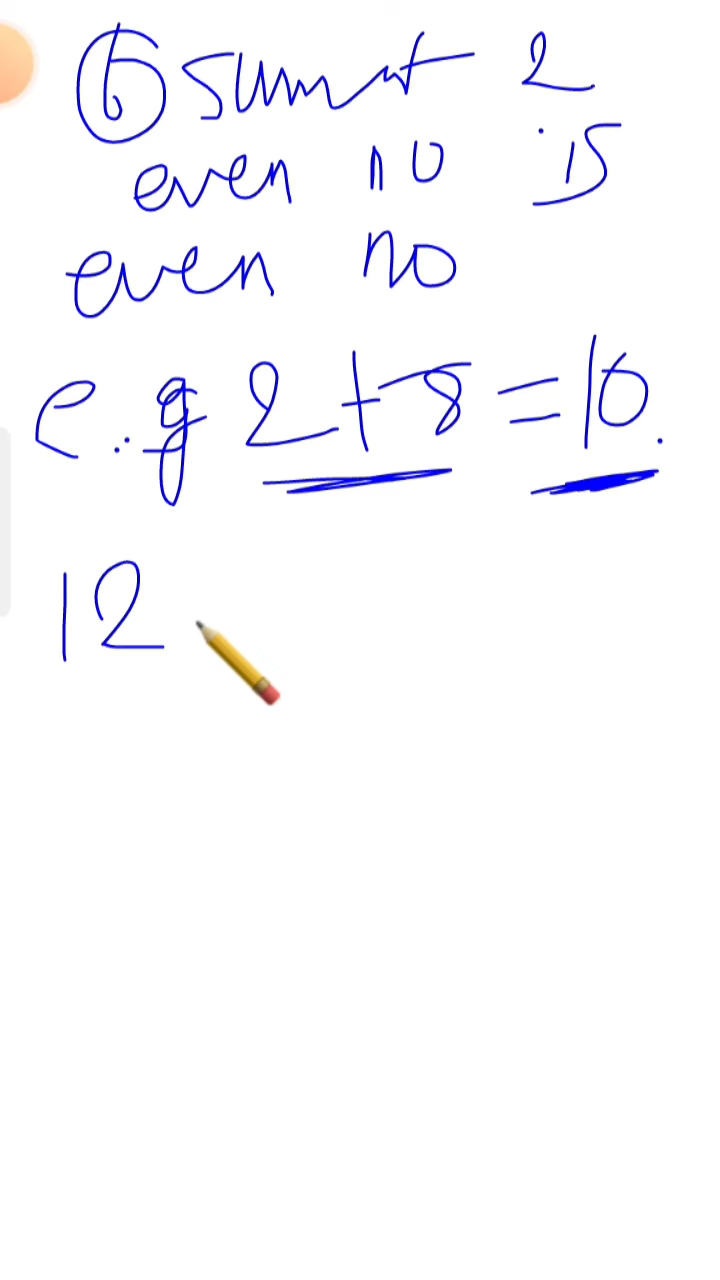 ⑥ sum of 2
even no is
even no
e.g 2+8=10.
12